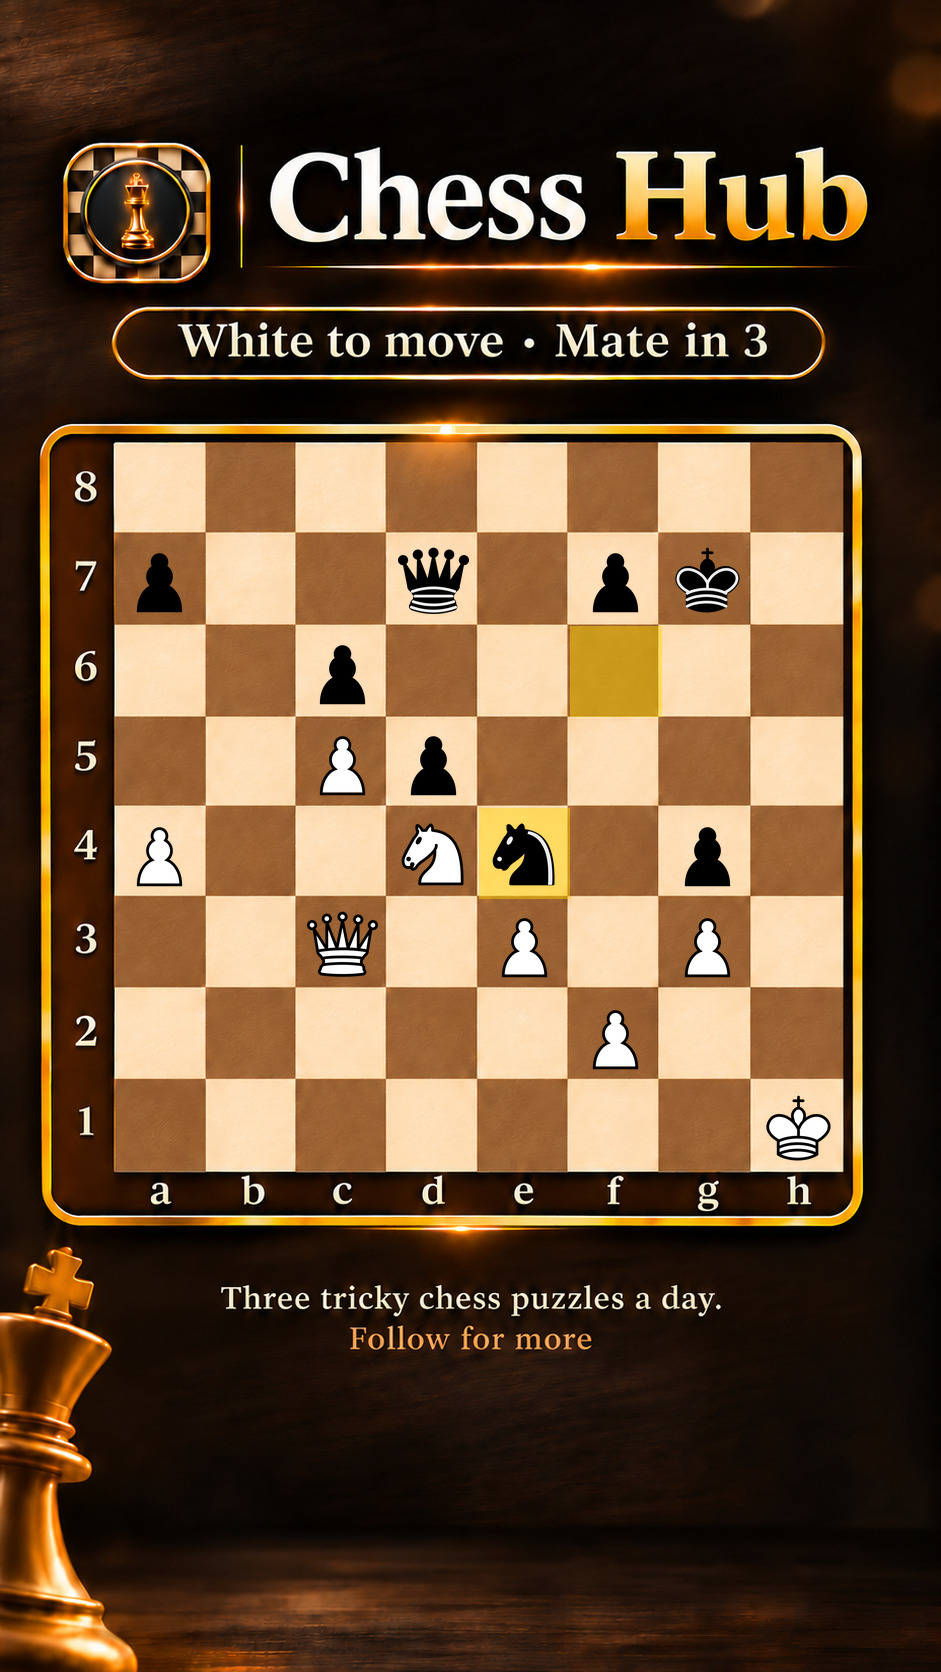 Chess Hub
White to move • Mate in 3
8
7
6
5
4
3
2
1
a b c d e f g h
Three tricky chess puzzles a day.
Follow for more